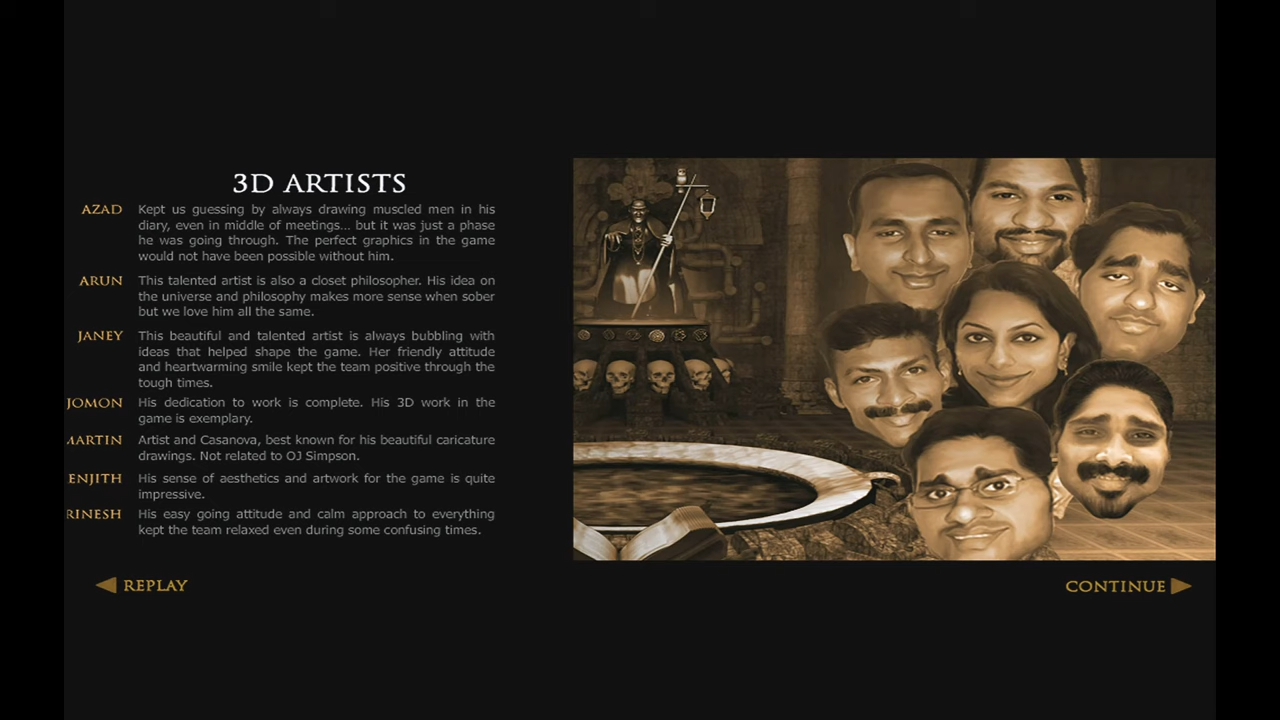 3D ARTISTS
AZAD Kept us guessing by always drawing muscled men in his
diary, even in middle of meetings... but it was just a phase
he was going through. The perfect graphics in the game
would not have been possible without him.
ARUN This talented artist is also a closet philosopher. His idea on
the universe and philosophy makes more sense when sober
but we love him all the same.
JANEY This beautiful and talented artist is always bubbling with
ideas that helped shape the game. Her friendly attitude
and heartwarming smile kept the team positive through the
tough times.
JOMON His dedication to work is complete. His 3D work in the
game is exemplary.
MARTIN Artist and Casanova, best known for his beautiful caricature
drawings. Not related to OJ Simpson.
ENJITH His sense of aesthetics and artwork for the game is quite
impressive.
RINESH His easy going attitude and calm approach to everything
kept the team relaxed even during some confusing times.
REPLAY
CONTINUE